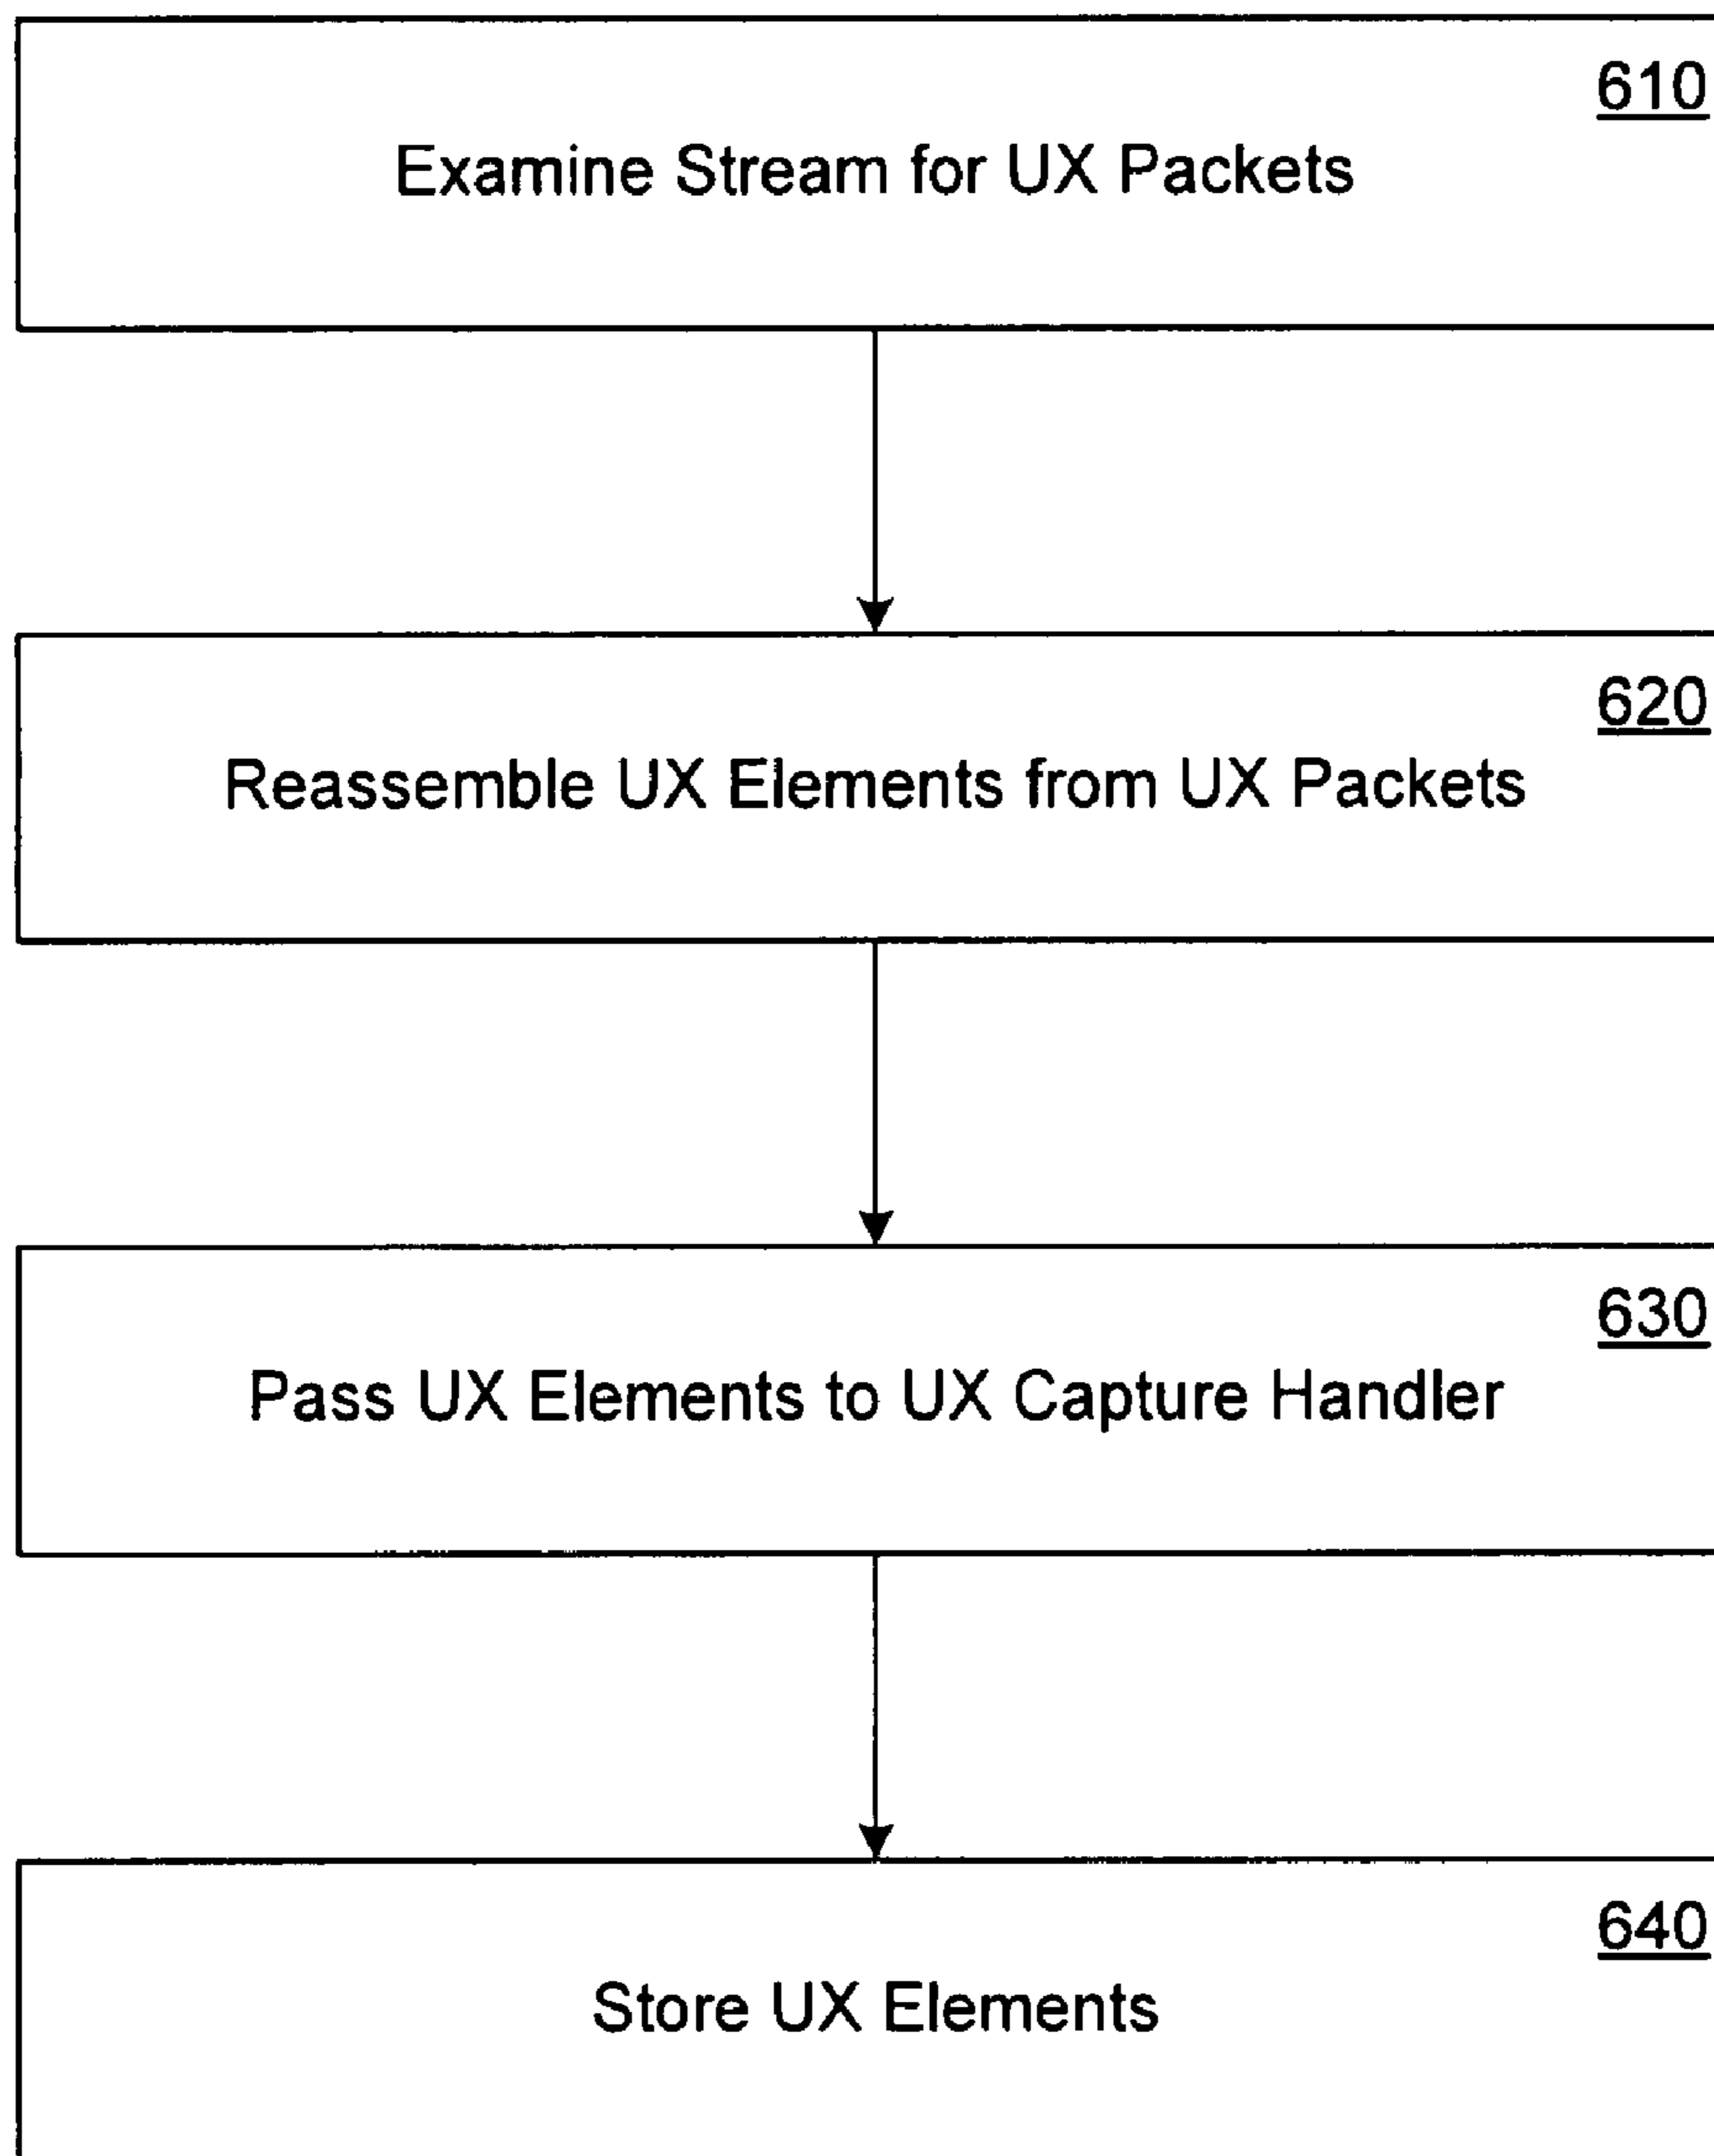 610
Examine Stream for UX Packets
620
Reassemble UX Elements from UX Packets
630
Pass UX Elements to UX Capture Handler
640
Store UX Elements